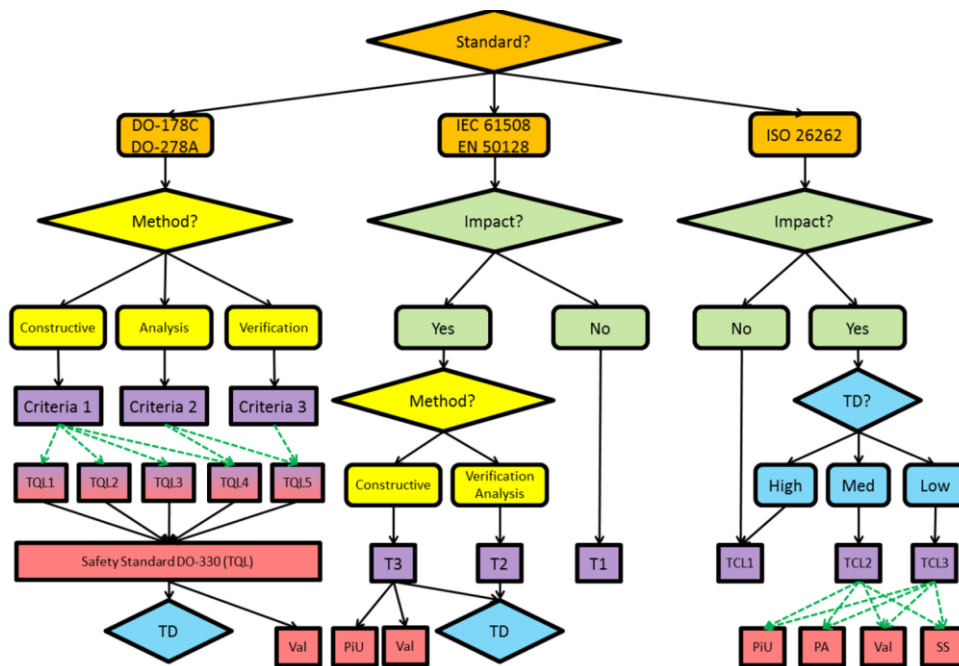 Standard?
DO-178C
DO-278A
IEC 61508
EN 50128
ISO 26262
Method?
Impact?
Impact?
Constructive
Analysis
Verification
Yes
No
No
Yes
Criteria 1
Criteria 2
Criteria 3
Method?
TD?
TQL1
TQL2
TQL3
TQL4
TQL5
Constructive
Verification
Analysis
High
Med
Low
Safety Standard DO-330 (TQL)
T3
T2
T1
TCL1
TCL2
TCL3
TD
Val
PiU
Val
TD
PiU
PA
Val
SS